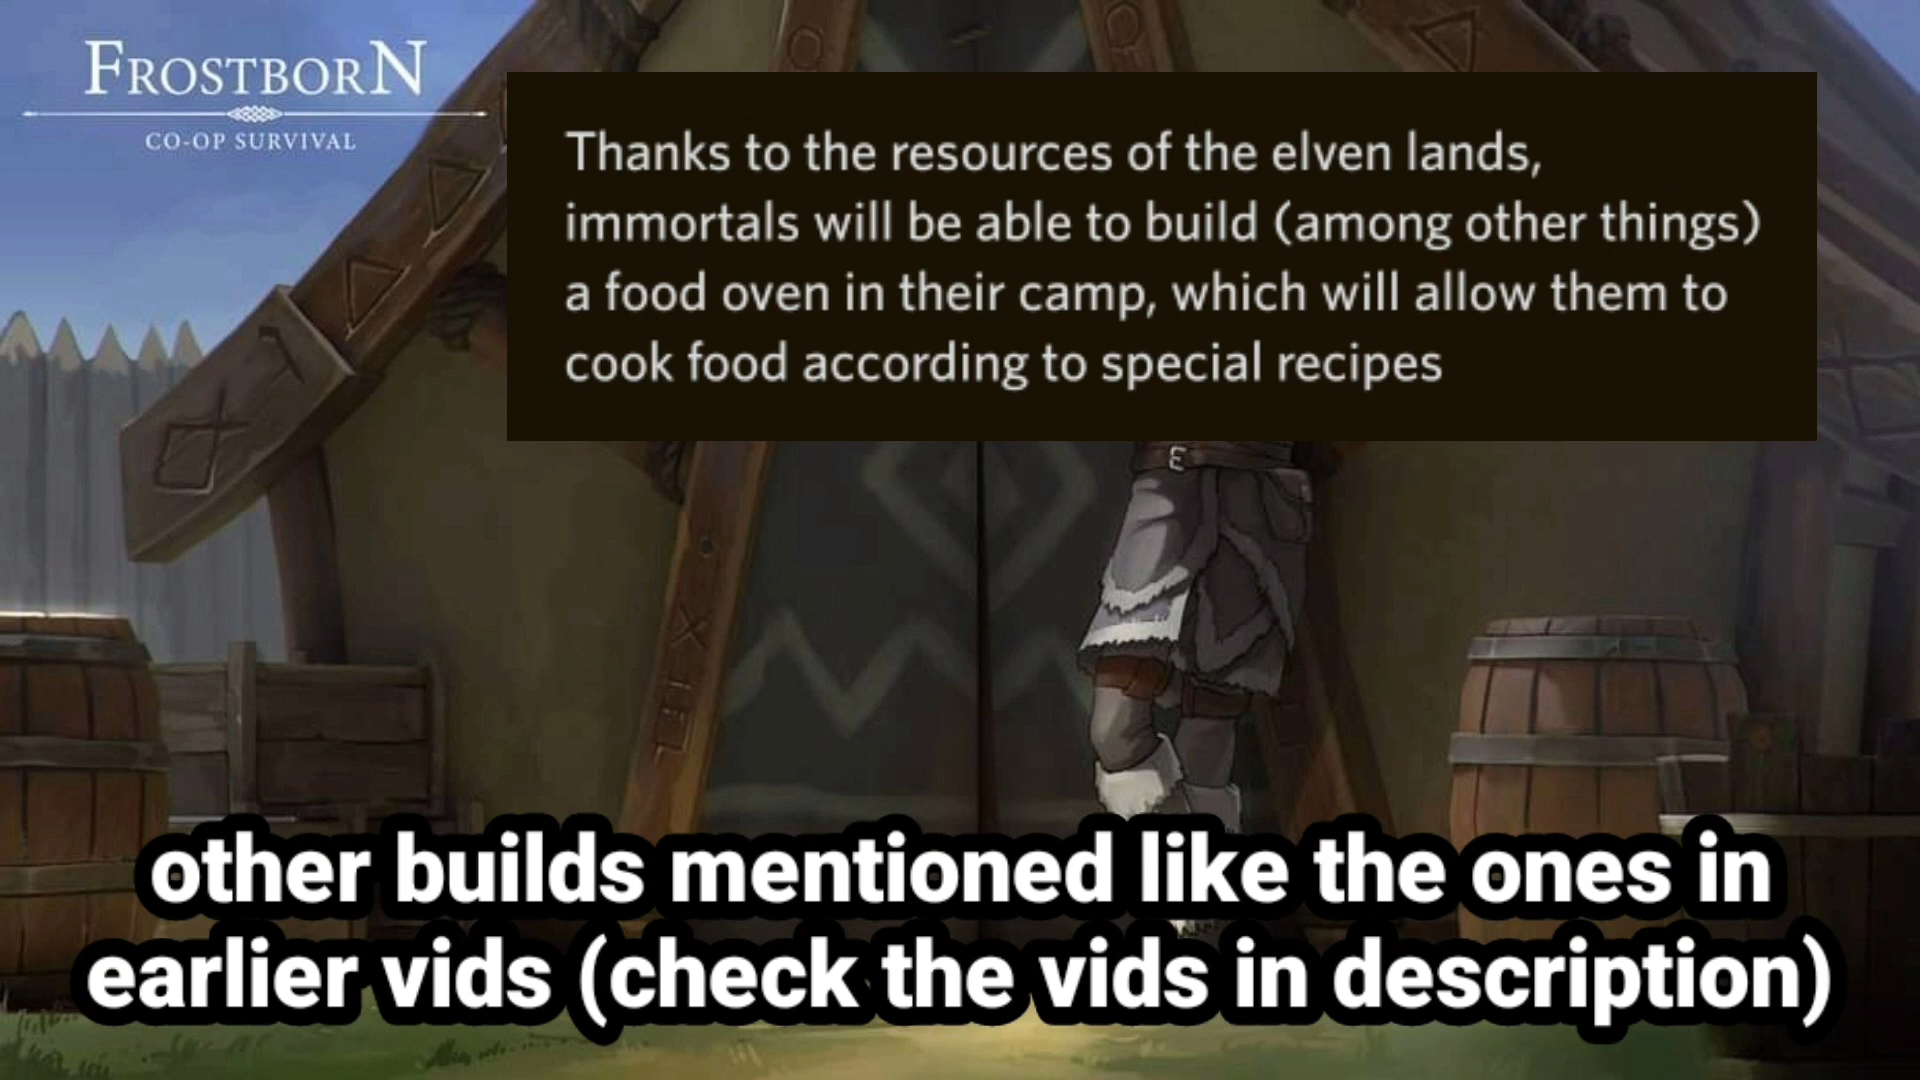 FROSTBORN
CO-OP SURVIVAL
Thanks to the resources of the elven lands,
immortals will be able to build (among other things)
a food oven in their camp, which will allow them to
cook food according to special recipes
other builds mentioned like the ones in
earlier vids (check the vids in description)